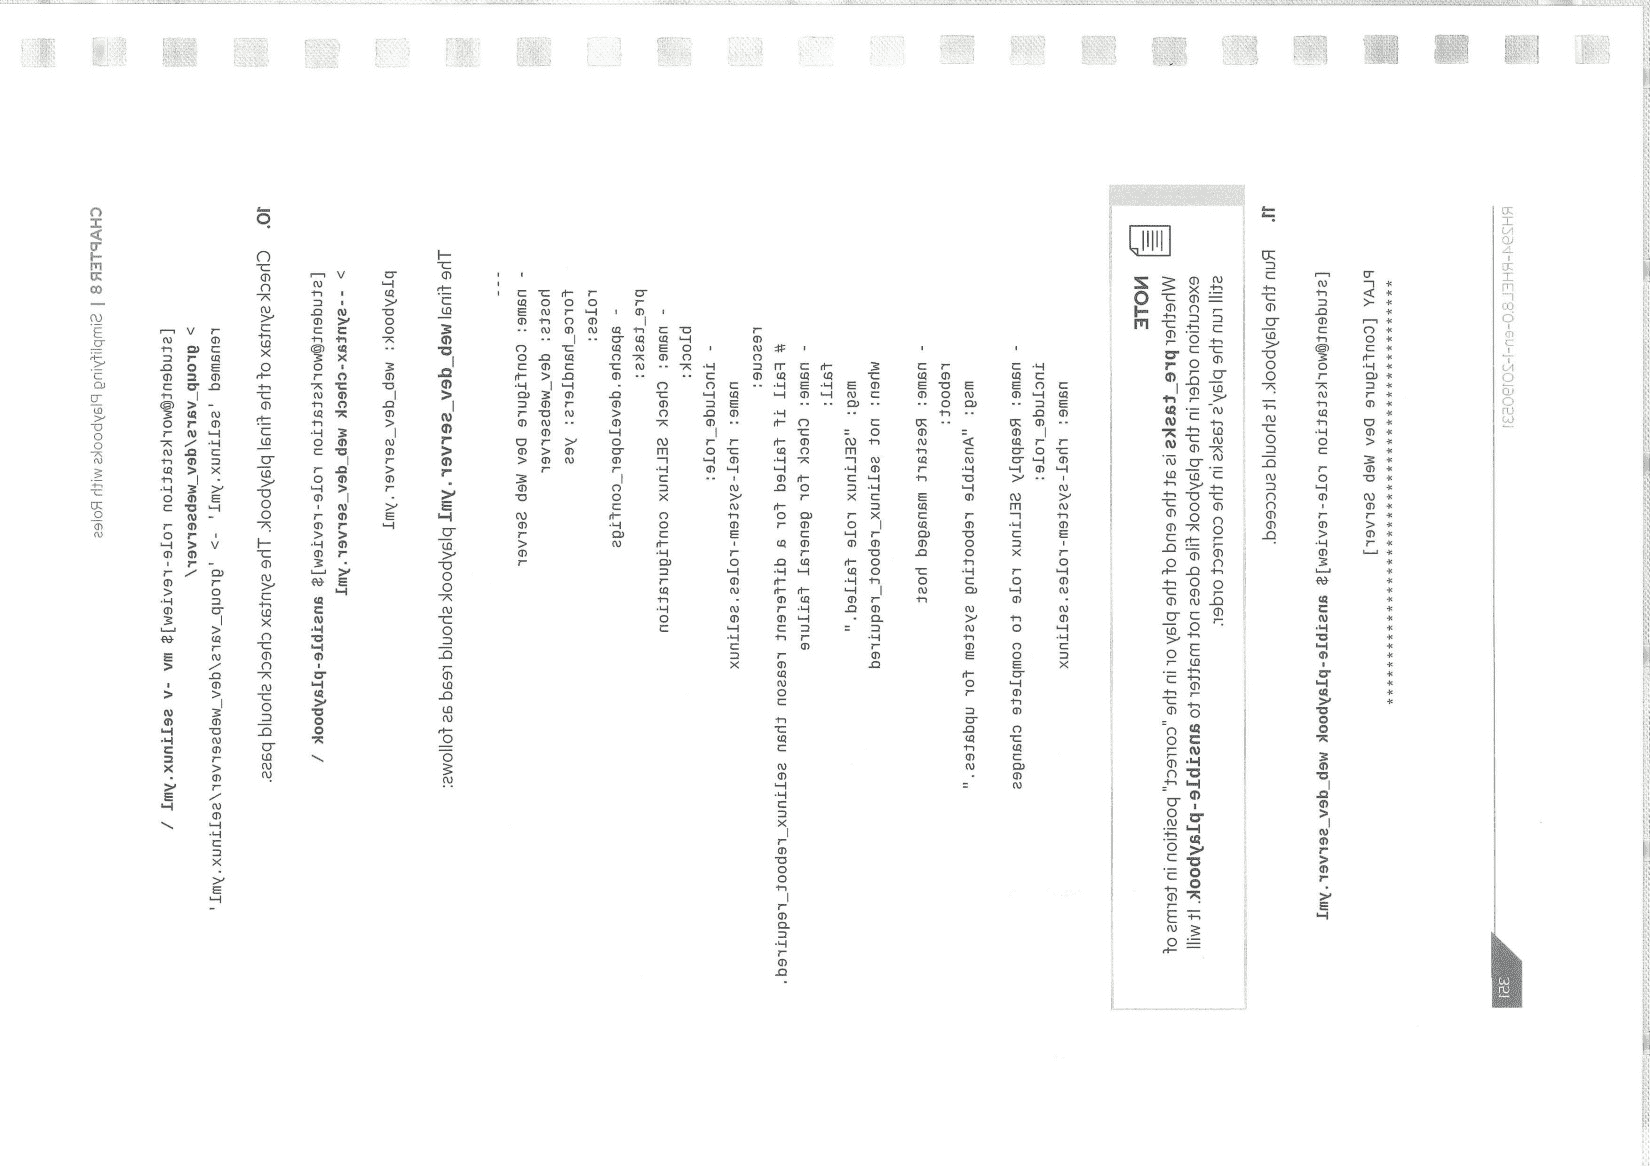 CHAPTER 8 | Simplifying Playbooks with Roles
[student@workstation role-review]$ mv -v selinux.yml \
> group_vars/dev_webserver/
renamed 'selinux.yml' -> 'group_vars/dev_webserver/selinux.yml'
10. Check syntax of the final playbook. The syntax check should pass.
[student@workstation role-review]$ ansible-playbook \
> --syntax-check web_dev_server.yml
playbook: web_dev_server.yml
The final web_dev_server.yml playbook should read as follows:
---
- name: Configure Dev Web Server
hosts: dev_webserver
force_handlers: yes
roles:
- apache.developer_configs
pre_tasks:
- name: Check SELinux configuration
block:
- include_role:
name: rhel-system-roles.selinux
rescue:
# Fail if failed for a different reason than selinux_reboot_required.
- name: Check for general failure
fail:
msg: "SELinux role failed."
when: not selinux_reboot_required
- name: Restart managed host
reboot:
msg: "Ansible rebooting system for updates."
- name: Reapply SELinux role to complete changes
include_role:
name: rhel-system-roles.selinux
NOTE
Whether pre_tasks is at the end of the play or in the "correct" position in terms of
execution order in the playbook file does not matter to ansible-playbook. It will
still run the play's tasks in the correct order.
11. Run the playbook. It should succeed.
[student@workstation role-review]$ ansible-playbook web_dev_server.yml
PLAY [Configure Dev Web Server]
*******************************************
RH294-RHEL8.0-en-1-20190531 351